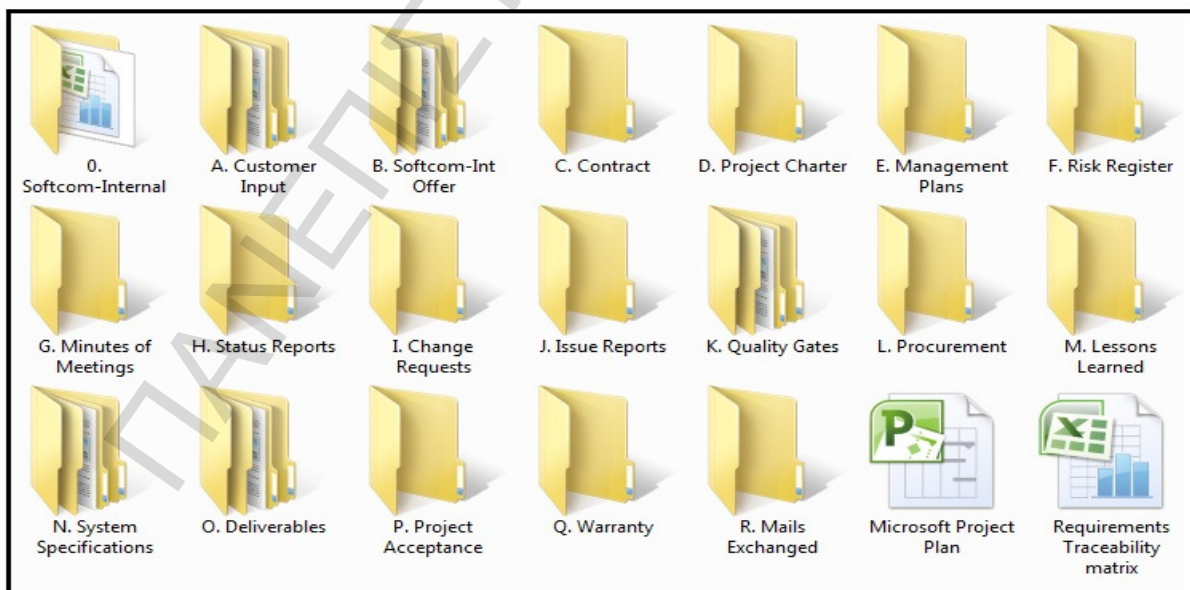 0.
Softcom-Internal
A. Customer
Input
B. Softcom-Int
Offer
C. Contract
D. Project Charter
E. Management
Plans
F. Risk Register
G. Minutes of
Meetings
H. Status Reports
I. Change
Requests
J. Issue Reports
K. Quality Gates
L. Procurement
M. Lessons
Learned
N. System
Specifications
O. Deliverables
P. Project
Acceptance
Q. Warranty
R. Mails
Exchanged
Microsoft Project
Plan
Requirements
Traceability
matrix
ΠΑΝΕΠΙΣ